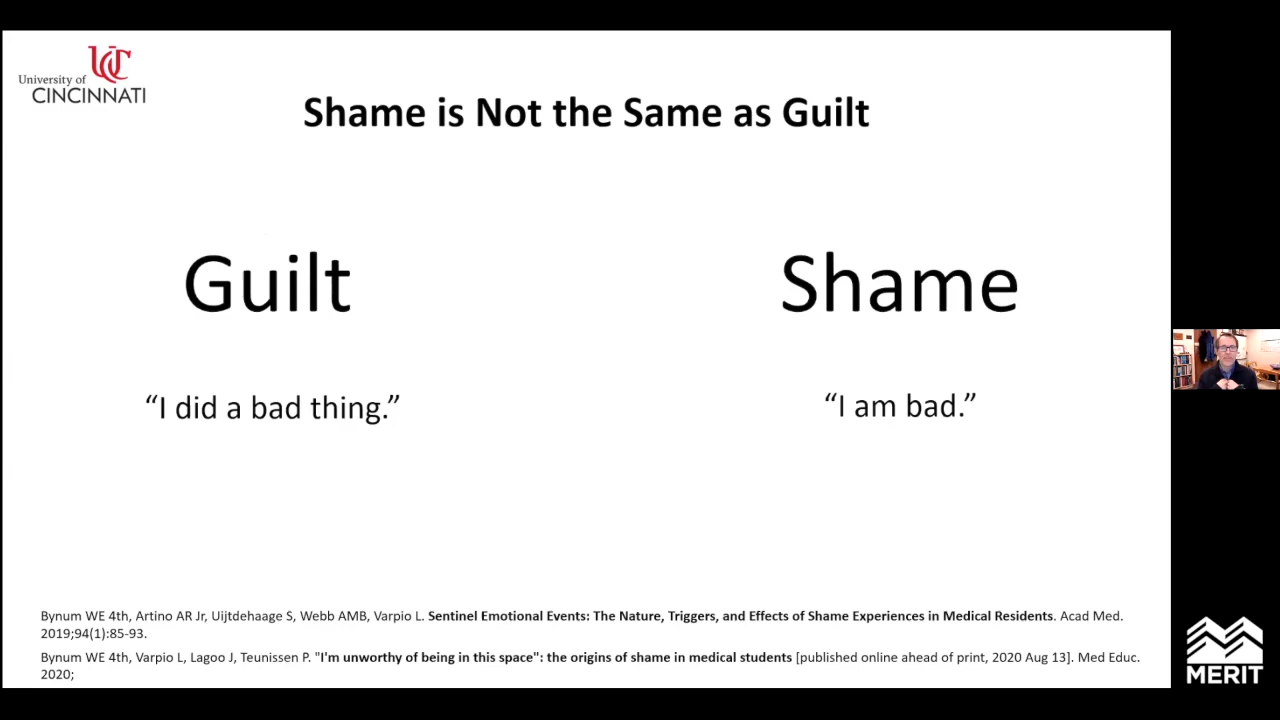 University of
CINCINNATI
Shame is Not the Same as Guilt
Guilt
Shame
“I did a bad thing.”
“I am bad.”
Bynum WE 4th, Artino AR Jr, Uijtdehaage S, Webb AMB, Varpio L. Sentinel Emotional Events: The Nature, Triggers, and Effects of Shame Experiences in Medical Residents. Acad Med.
2019;94(1):85-93.
Bynum WE 4th, Varpio L, Lagoo J, Teunissen P. "I'm unworthy of being in this space": the origins of shame in medical students [published online ahead of print, 2020 Aug 13]. Med Educ.
2020;
MERIT